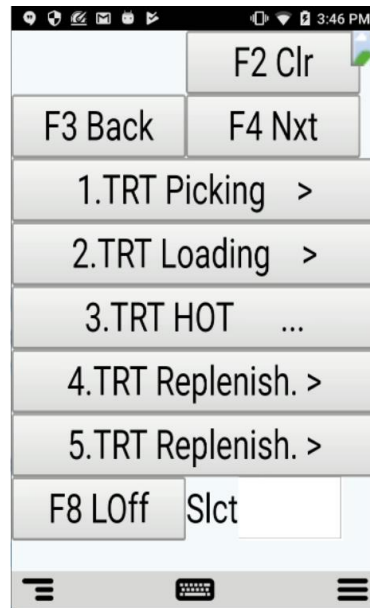 3:46 PM
F2 Clr
F3 Back F4 Nxt
1.TRT Picking >
2.TRT Loading >
3.TRT HOT ...
4.TRT Replenish. >
5.TRT Replenish. >
F8 LOff Slct